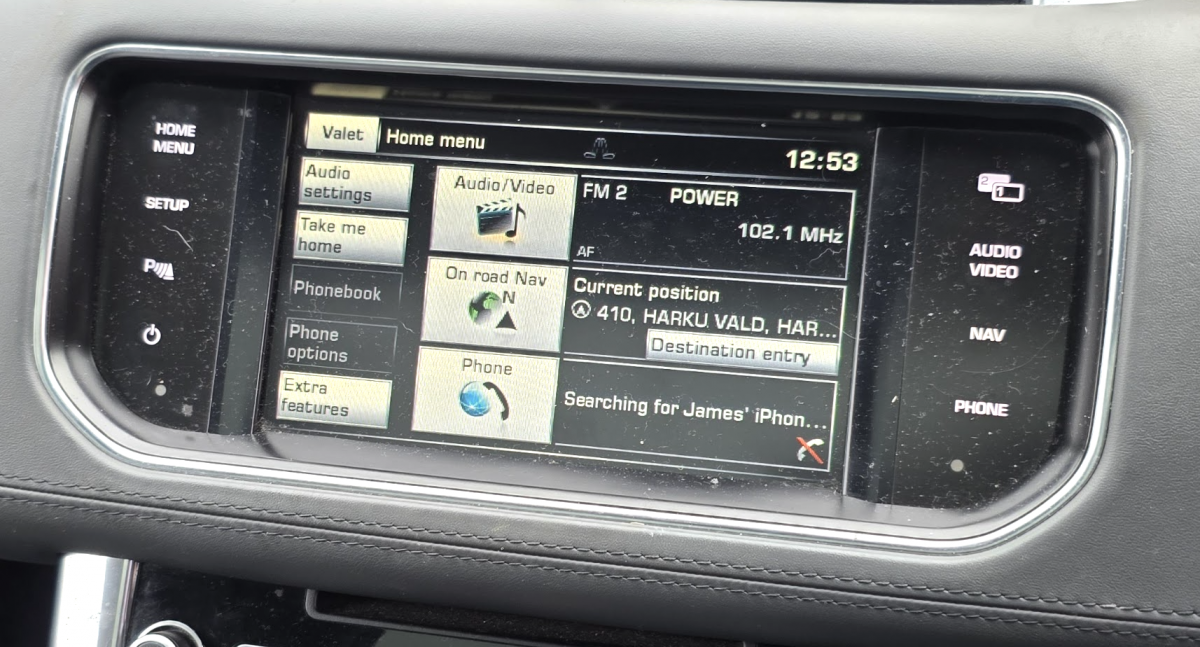 HOME
MENU
SETUP
P
Valet
Home menu
12:53
Audio
settings
Take me
home
Phonebook
Phone
options
Extra
features
Audio/Video
FM 2 POWER
102.1 MHz
AF
On road Nav
N
Current position
410, HARKU VALD, HAR...
Destination entry
Phone
Searching for James' iPhon...
2
1
AUDIO
VIDEO
NAV
PHONE